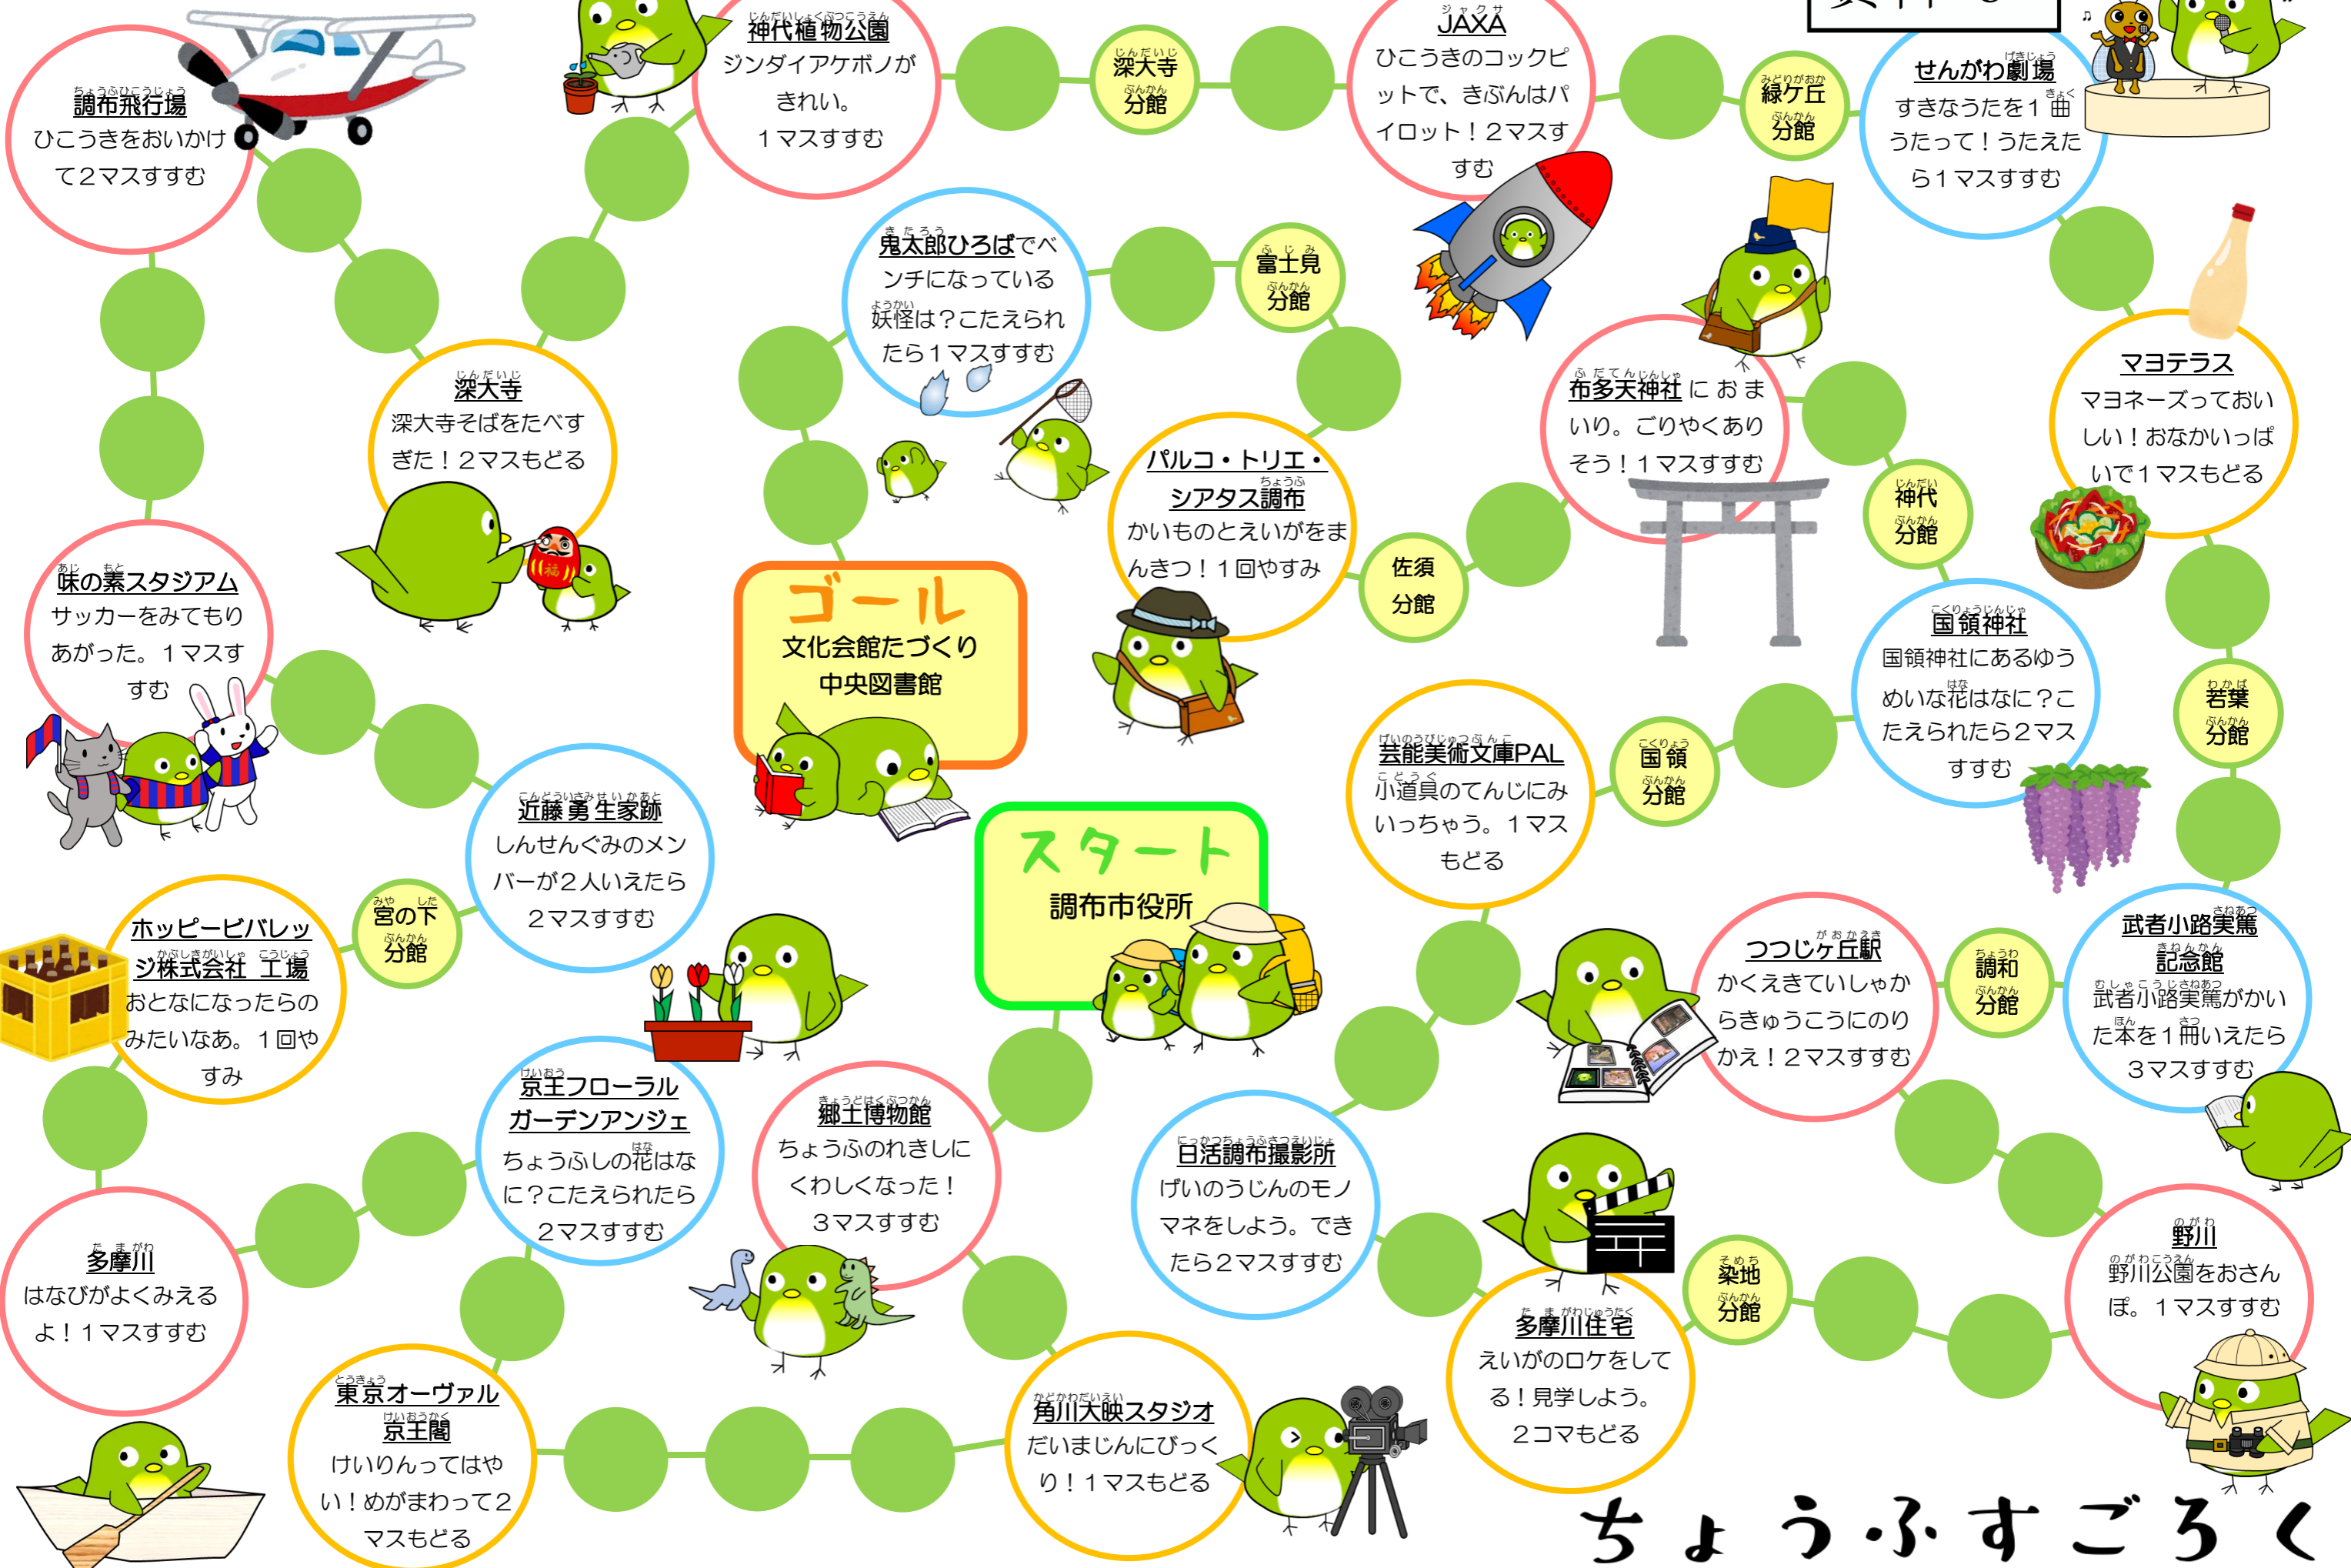 調布飛行場
ひこうきをおいかけ
て２マスすすむ
神代植物公園
ジンダイアケボノが
きれい。
１マスすすむ
深大寺
分館
JAXA
ひこうきのコックピ
ットで、きぶんはパ
イロット！２マスす
すむ
緑ケ丘
分館
せんがわ劇場
すきなうたを１曲
うたって！うたえた
ら１マスすすむ
鬼太郎ひろばでベ
ンチになっている
妖怪は？こたえられ
たら１マスすすむ
富士見
分館
深大寺
深大寺そばをたべす
ぎた！２マスもどる
パルコ・トリエ・
シアタス調布
かいものとえいがをま
んきつ！１回やすみ
布多天神社におま
いり。ごりやくあり
そう！１マスすすむ
マヨテラス
マヨネーズっておい
しい！おなかいっぱ
いで１マスもどる
神代
分館
佐須
分館
味の素スタジアム
サッカーをみてもり
あがった。１マスす
すむ
ゴール
文化会館たづくり
中央図書館
国領神社
国領神社にあるゆう
めいな花はなに？こ
たえられたら２マス
すすむ
若葉
分館
芸能美術文庫PAL
小道具のてんじにみ
いっちゃう。１マス
もどる
国領
分館
近藤勇生家跡
しんせんぐみのメン
バーが２人いえたら
２マスすすむ
スタート
調布市役所
ホッピービバレッ
ジ株式会社 工場
おとなになったらの
みたいなあ。１回や
すみ
宮の下
分館
つつじヶ丘駅
かくえきていしゃか
らきゅうこうにのり
かえ！２マスすすむ
調和
分館
武者小路実篤
記念館
武者小路実篤がかい
た本を１冊いえたら
３マスすすむ
京王フローラル
ガーデンアンジェ
ちょうふしの花はな
に？こたえられたら
２マスすすむ
郷土博物館
ちょうふのれきしに
くわしくなった！
３マスすすむ
日活調布撮影所
げいのうじんのモノ
マネをしよう。でき
たら２マスすすむ
多摩川
はなびがよくみえる
よ！１マスすすむ
染地
分館
野川
野川公園をおさん
ぽ。１マスすすむ
多摩川住宅
えいがのロケをして
る！見学しよう。
２コマもどる
東京オーヴァル
京王閣
けいりんってはや
い！めがまわって２
マスもどる
角川大映スタジオ
だいまじんにびっく
り！１マスもどる
ちょうふすごろく